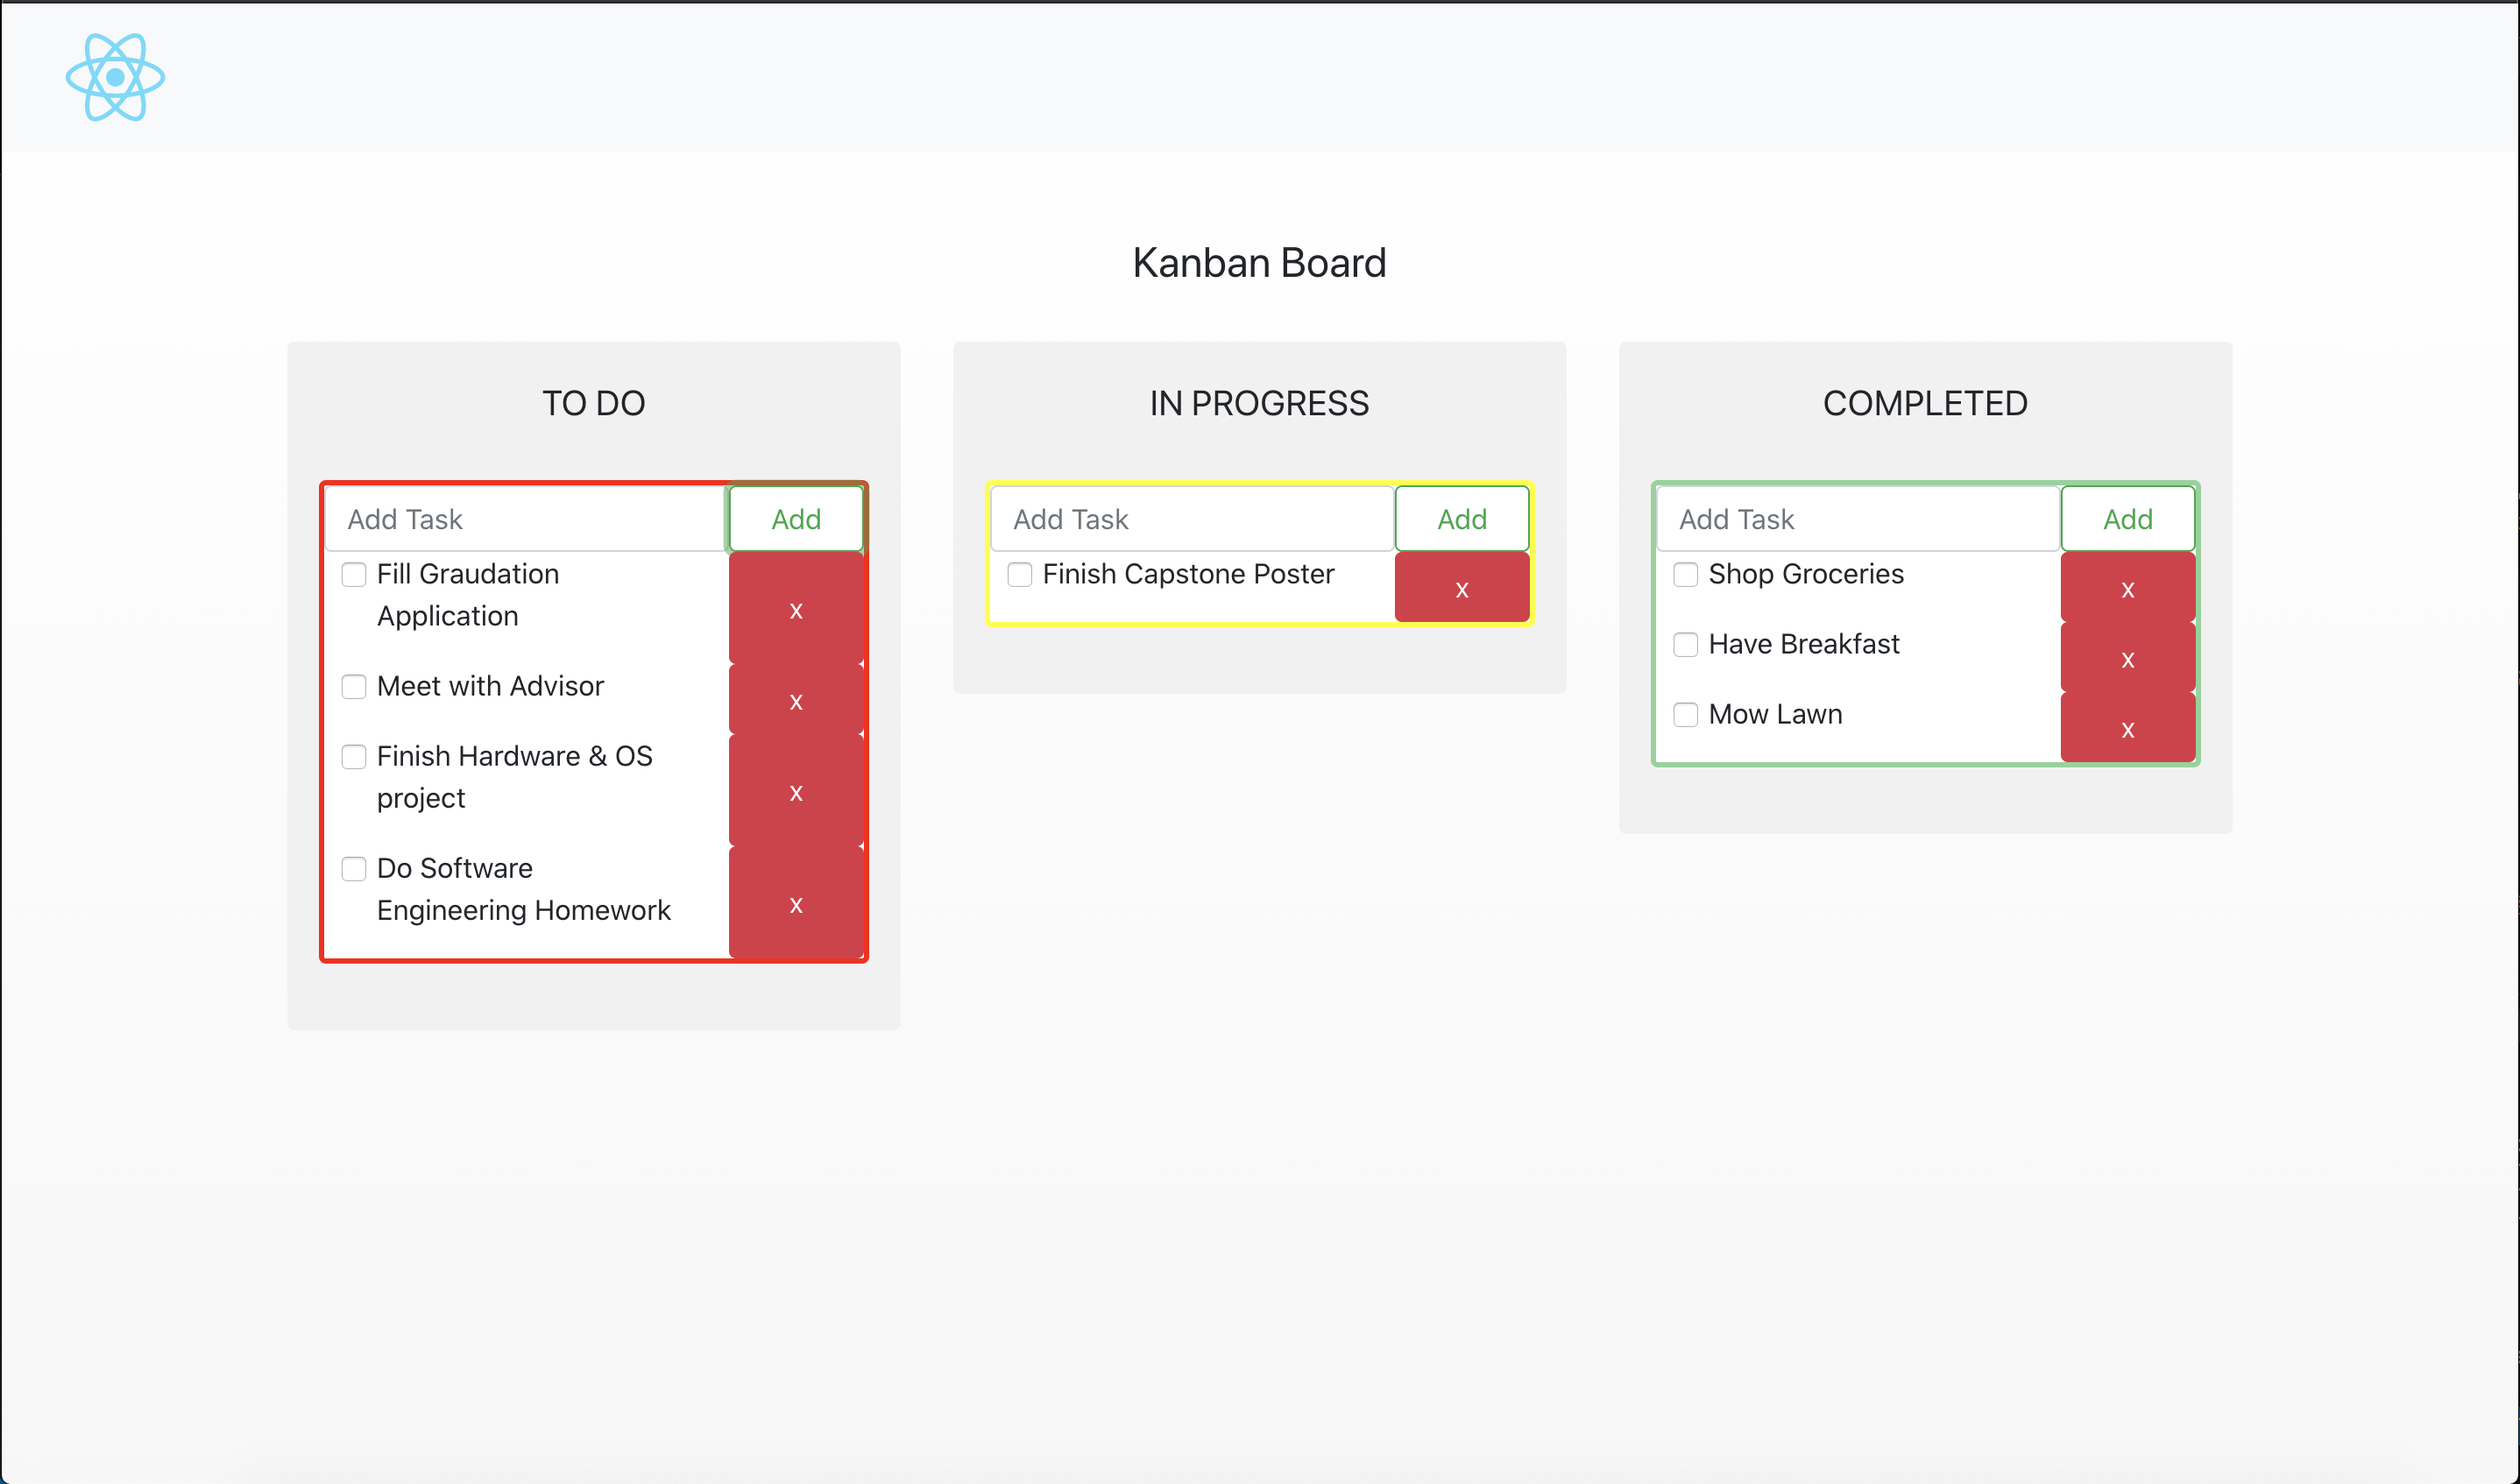 Kanban Board
TO DO
Add Task
Add
Fill Graudation
Application
x
Meet with Advisor
x
Finish Hardware & OS
project
x
Do Software
Engineering Homework
x
IN PROGRESS
Add Task
Add
Finish Capstone Poster
x
COMPLETED
Add Task
Add
Shop Groceries
x
Have Breakfast
x
Mow Lawn
x